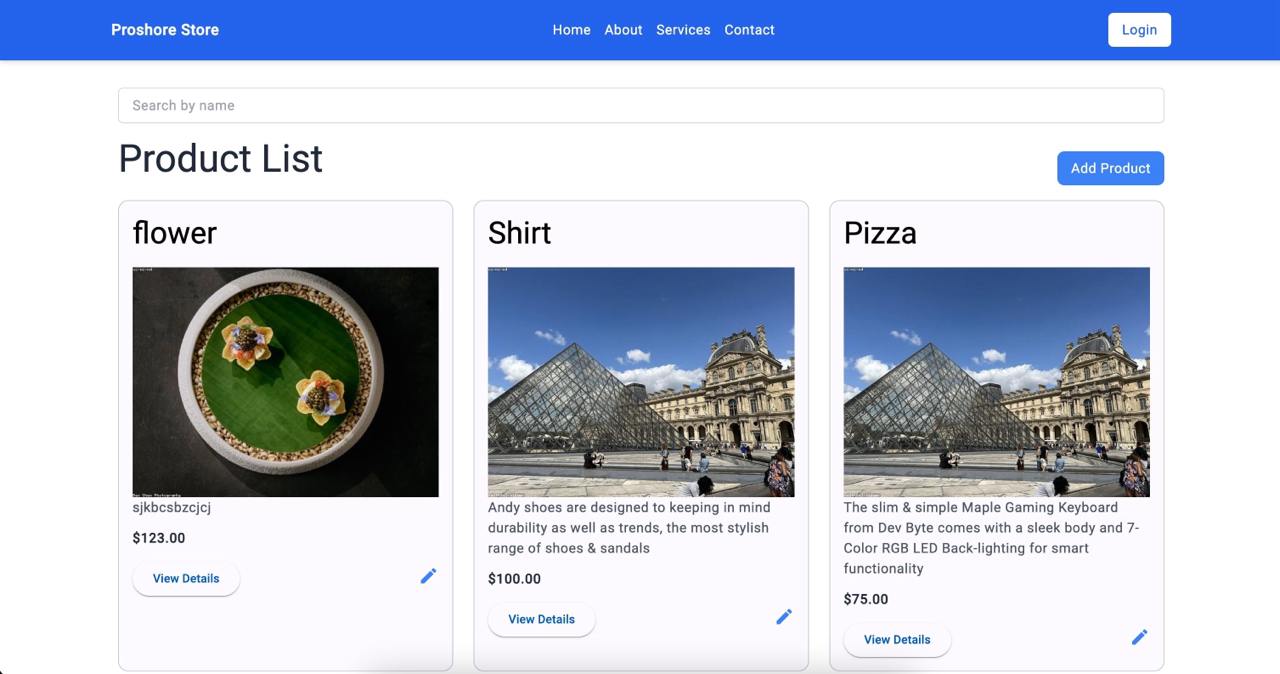 Proshore Store
Home About Services Contact
Login
Search by name
Product List
Add Product
flower
sjkbcsbzcjcj
$123.00
View Details
Shirt
Andy shoes are designed to keeping in mind
durability as well as trends, the most stylish
range of shoes & sandals
$100.00
View Details
Pizza
The slim & simple Maple Gaming Keyboard
from Dev Byte comes with a sleek body and 7-
Color RGB LED Back-lighting for smart
functionality
$75.00
View Details